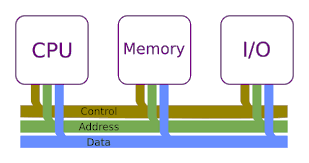 CPU
Memory
I/O
Control
Address
Data